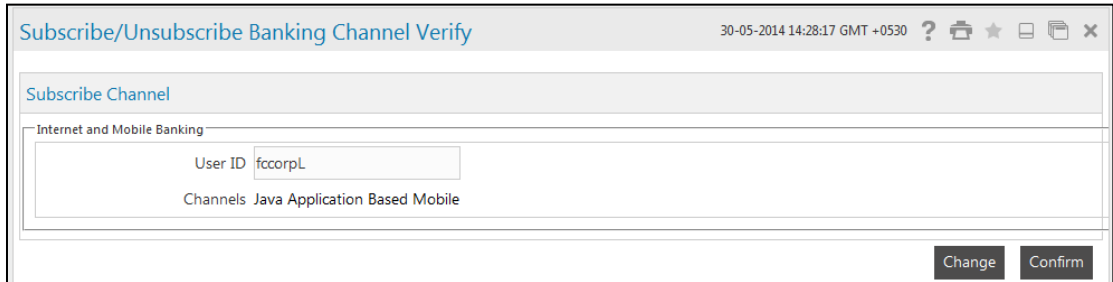 Subscribe/Unsubscribe Banking Channel Verify 30-05-2014 14:28:17 GMT +0530 ?
Subscribe Channel
Internet and Mobile Banking
User ID fccorpL
Channels Java Application Based Mobile
Change Confirm